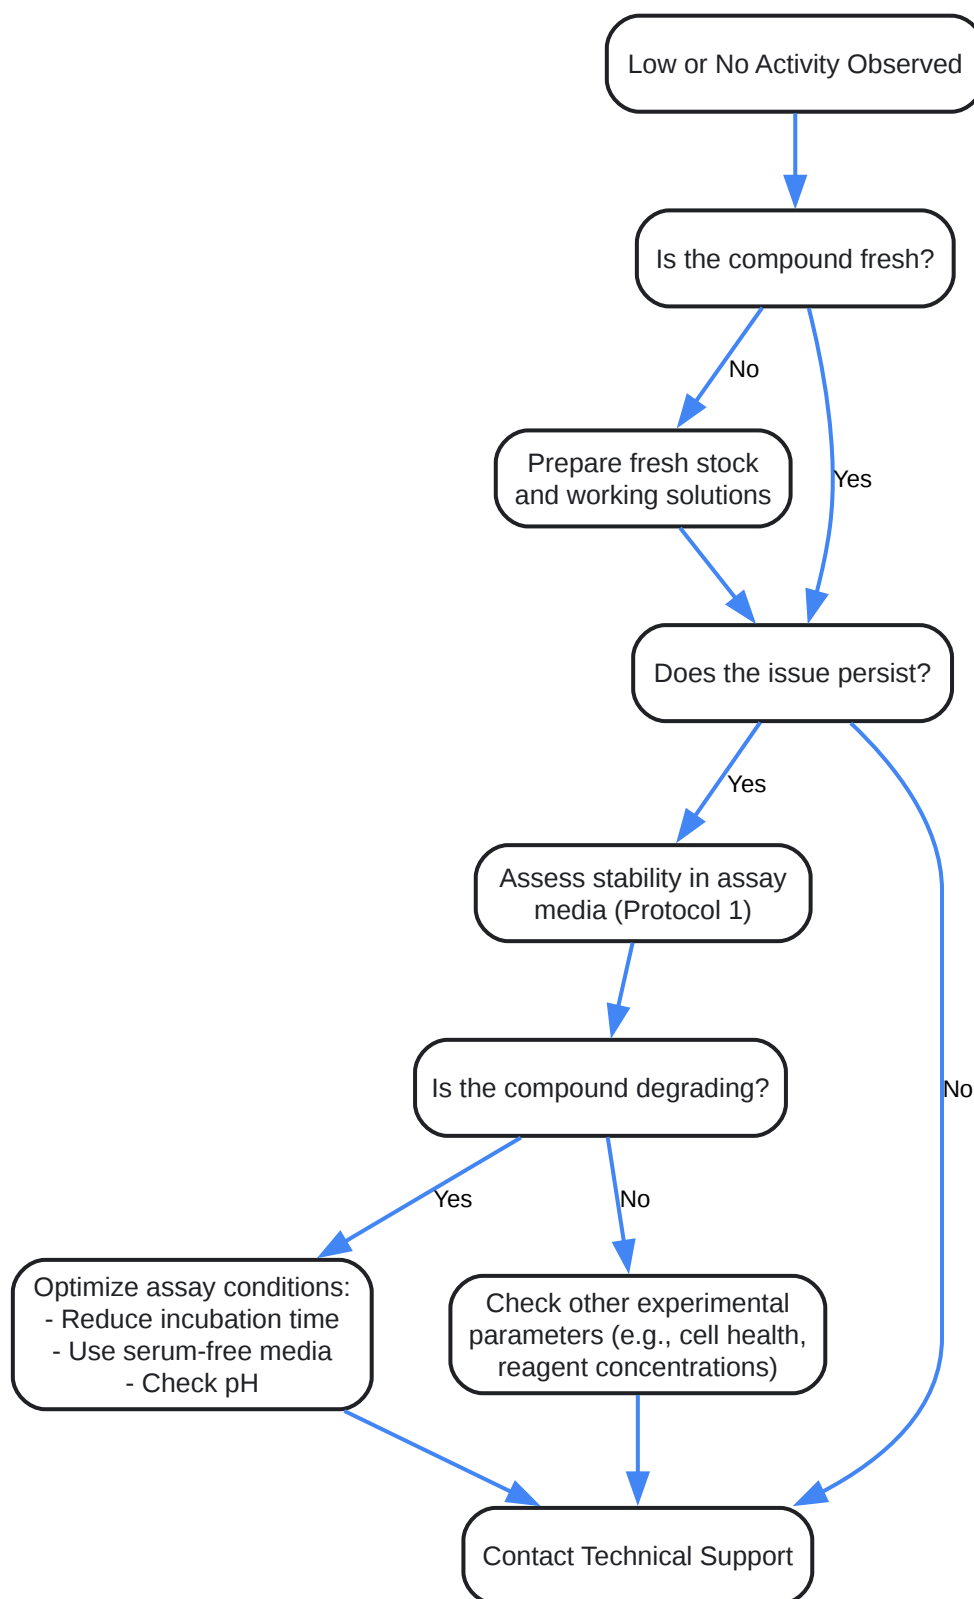 Low or No Activity Observed
Is the compound fresh?
No
Yes
Prepare fresh stock
and working solutions
Does the issue persist?
Yes
No
Assess stability in assay
media (Protocol 1)
Is the compound degrading?
Yes
No
Optimize assay conditions:
- Reduce incubation time
- Use serum-free media
- Check pH
Check other experimental
parameters (e.g., cell health,
reagent concentrations)
Contact Technical Support